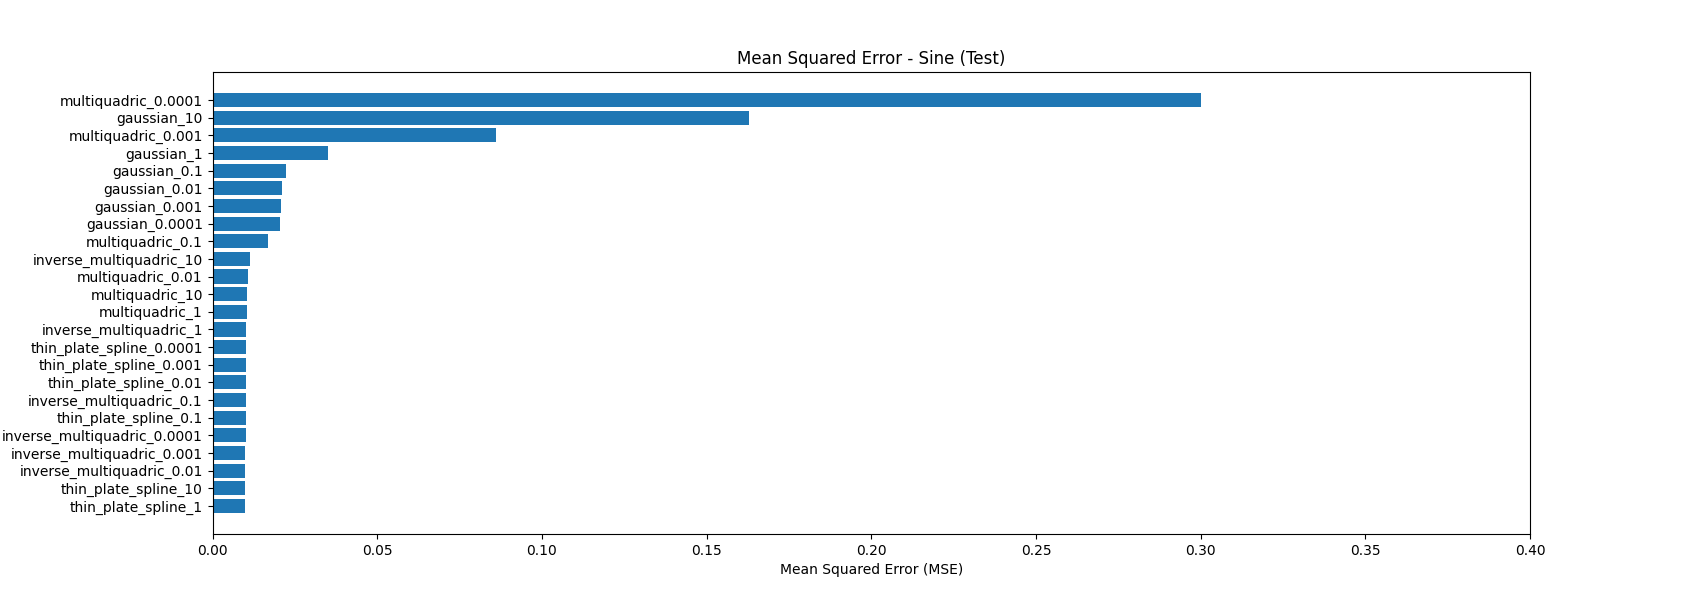 Mean Squared Error - Sine (Test)
multiquadric_0.0001
gaussian_10
multiquadric_0.001
gaussian_1
gaussian_0.1
gaussian_0.01
gaussian_0.001
gaussian_0.0001
multiquadric_0.1
inverse_multiquadric_10
multiquadric_0.01
multiquadric_10
multiquadric_1
inverse_multiquadric_1
thin_plate_spline_0.0001
thin_plate_spline_0.001
thin_plate_spline_0.01
inverse_multiquadric_0.1
thin_plate_spline_0.1
inverse_multiquadric_0.0001
inverse_multiquadric_0.001
inverse_multiquadric_0.01
thin_plate_spline_10
thin_plate_spline_1
0.00 0.05 0.10 0.15 0.20 0.25 0.30 0.35 0.40
Mean Squared Error (MSE)